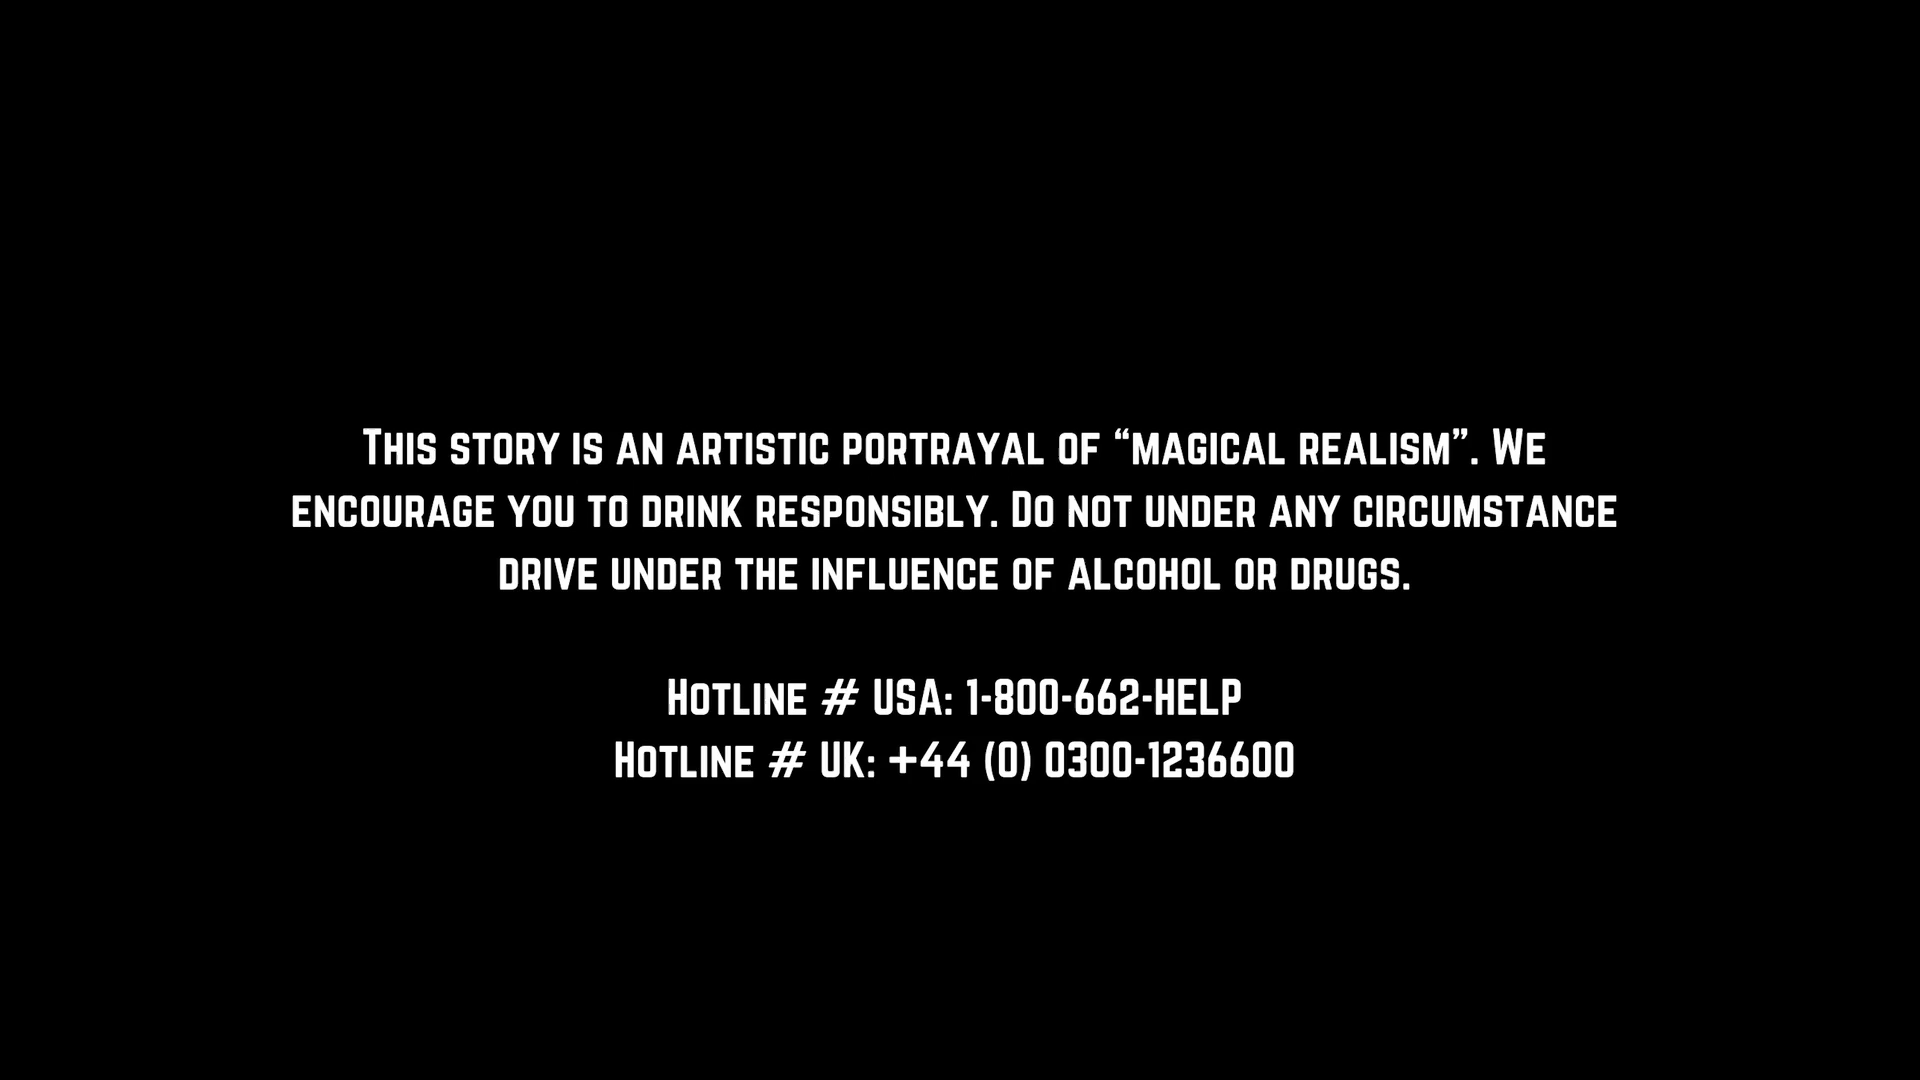 This story is an artistic portrayal of “magical realism”. We
encourage you to drink responsibly. Do not under any circumstance
drive under the influence of alcohol or drugs.
Hotline # USA: 1-800-662-HELP
Hotline # UK: +44 (0) 0300-1236600